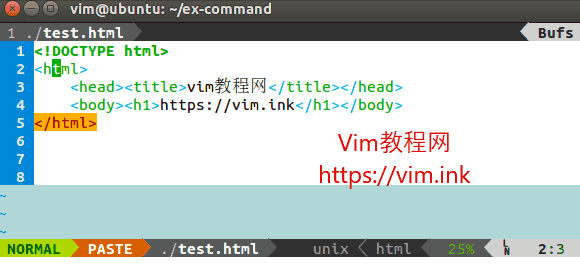 vim@ubuntu: ~/ex-command
1 ./test.html Bufs
1 <!DOCTYPE html>
2 <html>
3 <head><title>vim教程网</title></head>
4 <body><h1>https://vim.ink</h1></body>
5 </html>
6
7
8
Vim教程网
https://vim.ink
~
~
~
NORMAL PASTE ./test.html unix html 25% LN 2:3